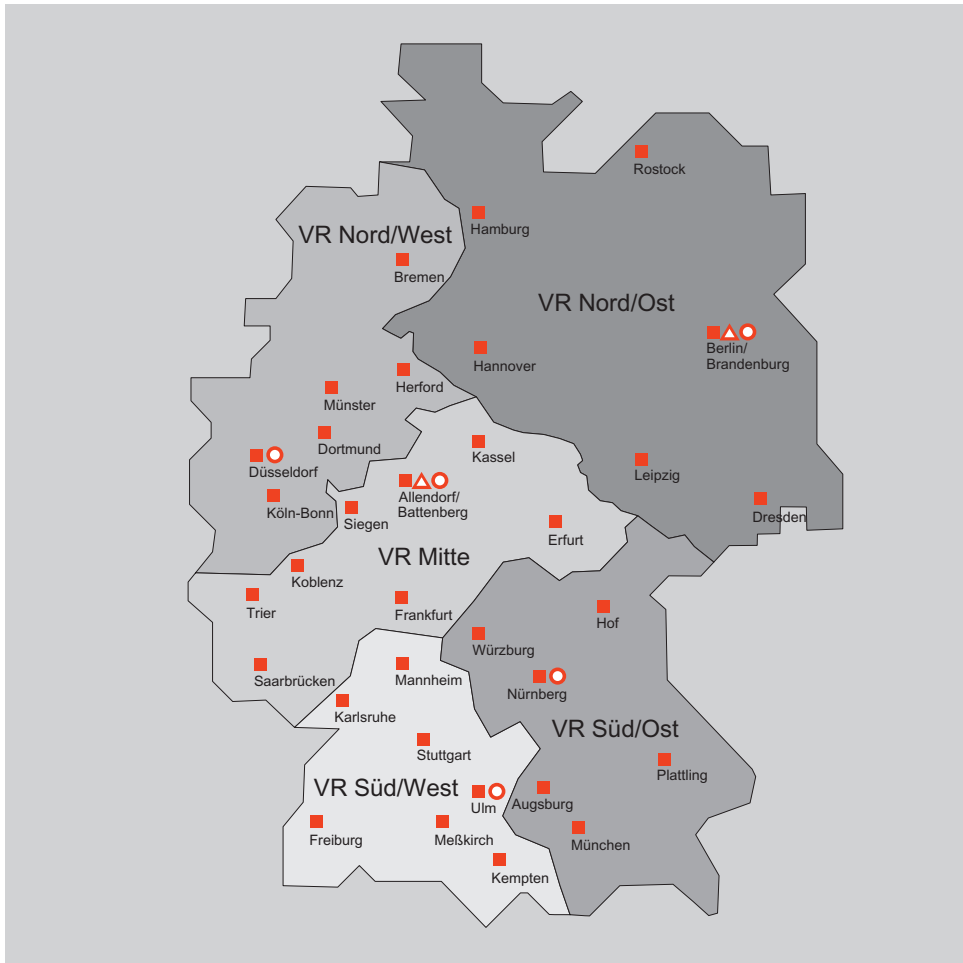 Rostock
Hamburg
VR Nord/West
Bremen
VR Nord/Ost
Berlin/
Brandenburg
Hannover
Herford
Münster
Dortmund
Kassel
Düsseldorf
Leipzig
Allendorf/
Battenberg
Köln-Bonn
Siegen
Dresden
Erfurt
VR Mitte
Koblenz
Trier
Frankfurt
Hof
Würzburg
Saarbrücken
Mannheim
Nürnberg
Karlsruhe
VR Süd/Ost
Stuttgart
Plattling
VR Süd/West
Ulm
Augsburg
Freiburg
Meßkirch
München
Kempten